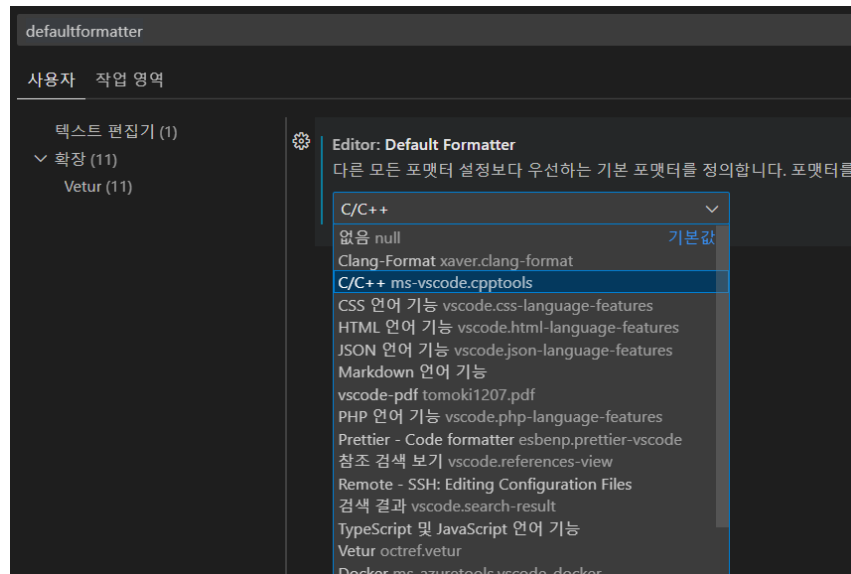 defaultformatter
사용자 작업 영역
텍스트 편집기 (1)
확장 (11)
Vetur (11)
Editor: Default Formatter
다른 모든 포맷터 설정보다 우선하는 기본 포맷터를 정의합니다. 포맷터를
C/C++
없음 null 기본값
Clang-Format xaver.clang-format
C/C++ ms-vscode.cpptools
CSS 언어 기능 vscode.css-language-features
HTML 언어 기능 vscode.html-language-features
JSON 언어 기능 vscode.json-language-features
Markdown 언어 기능
vscode-pdf tomoki1207.pdf
PHP 언어 기능 vscode.php-language-features
Prettier - Code formatter esbenp.prettier-vscode
참조 검색 보기 vscode.references-view
Remote - SSH: Editing Configuration Files
검색 결과 vscode.search-result
TypeScript 및 JavaScript 언어 기능
Vetur octref.vetur
Docker ms-azuretools.vscode-docker